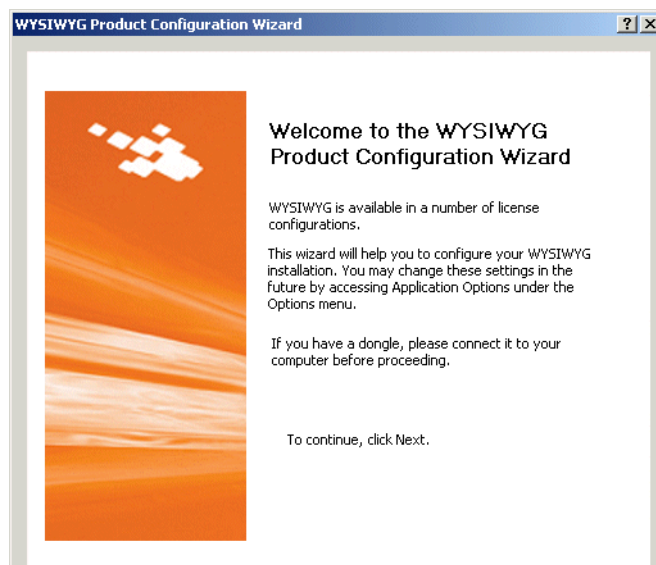 WYSIWYG Product Configuration Wizard
Welcome to the WYSIWYG
Product Configuration Wizard
WYSIWYG is available in a number of license
configurations.
This wizard will help you to configure your WYSIWYG
installation. You may change these settings in the
future by accessing Application Options under the
Options menu.
If you have a dongle, please connect it to your
computer before proceeding.
To continue, click Next.